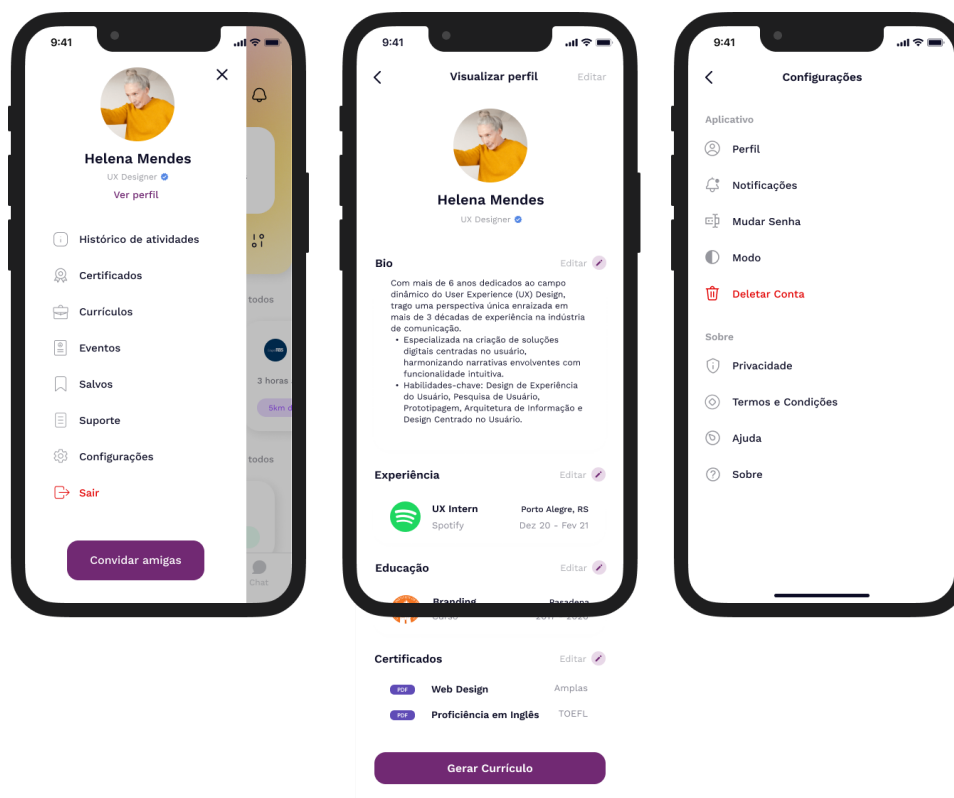 9:41
Helena Mendes
UX Designer
Ver perfil
Histórico de atividades
Certificados
Currículos
Eventos
Salvos
Suporte
Configurações
Sair
Convidar amigas
todos
3 horas
5km d
todos
Chat
9:41
Visualizar perfil
Editar
Helena Mendes
UX Designer
Bio
Editar
Com mais de 6 anos dedicados ao campo
dinâmico do User Experience (UX) Design,
trago uma perspectiva única enraizada em
mais de 3 décadas de experiência na indústria
de comunicação.
• Especializada na criação de soluções
digitais centradas no usuário,
harmonizando narrativas envolventes com
funcionalidade intuitiva.
• Habilidades-chave: Design de Experiência
do Usuário, Pesquisa de Usuário,
Prototipagem, Arquitetura de Informação e
Design Centrado no Usuário.
Experiência
Editar
UX Intern
Porto Alegre, RS
Spotify
Dez 20 - Fev 21
Educação
Editar
Branding
Pasadena
Certificados
Editar
PDF
Web Design
Amplas
PDF
Proficiência em Inglês
TOEFL
Gerar Currículo
9:41
Configurações
Aplicativo
Perfil
Notificações
Mudar Senha
Modo
Deletar Conta
Sobre
Privacidade
Termos e Condições
Ajuda
Sobre